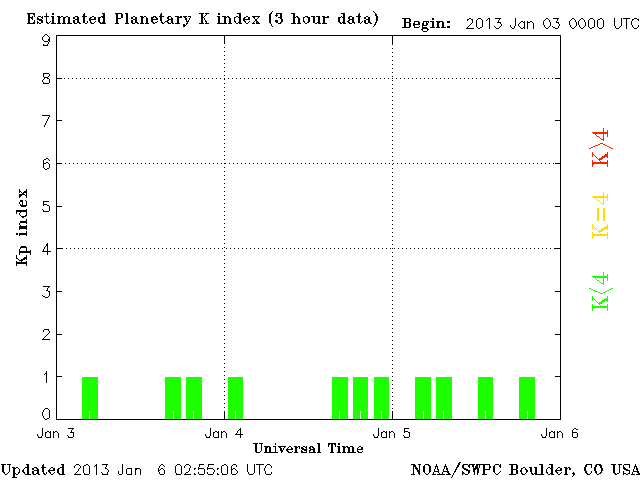 Estimated Planetary K index (3 hour data) Begin: 2013 Jan 03 0000 UTC
9
8
7
6
5
4
3
2
1
0
Kp index
K>4
K=4
K<4
Jan 3 Jan 4 Jan 5 Jan 6
Universal Time
Updated 2013 Jan 6 02:55:06 UTC NOAA/SWPC Boulder, CO USA